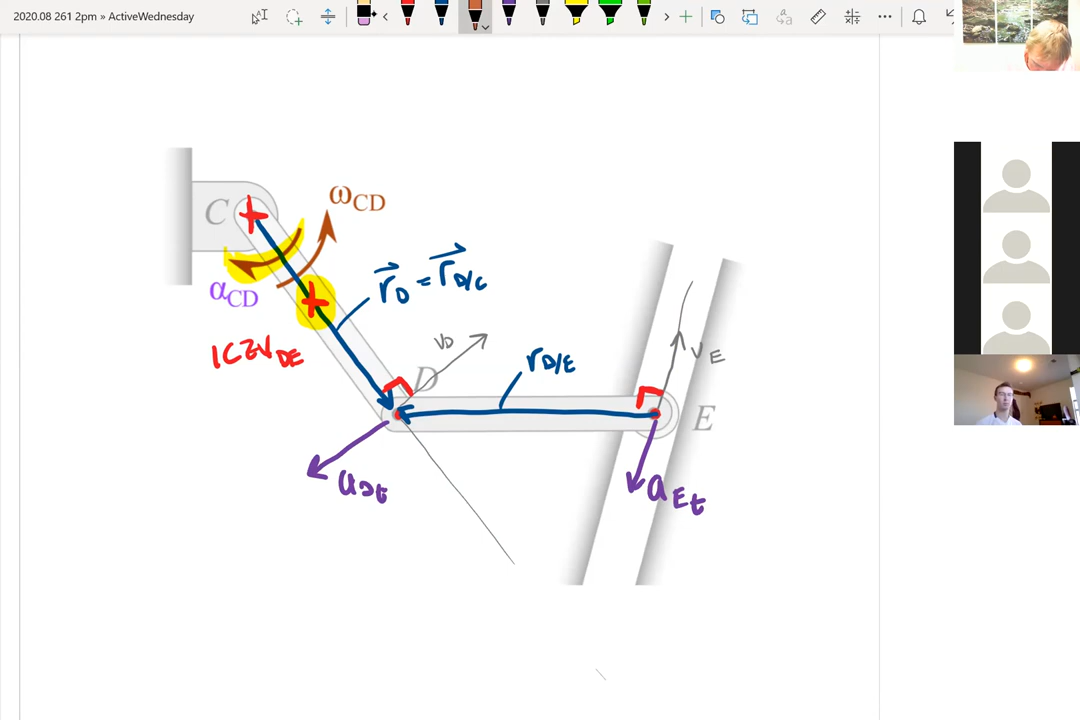 2020.08 261 2pm » ActiveWednesday
C
ωCD
αCD
r⃗D = r⃗D/C
ICZVDE
vD
D
rD/E
vE
E
aDt
aEt